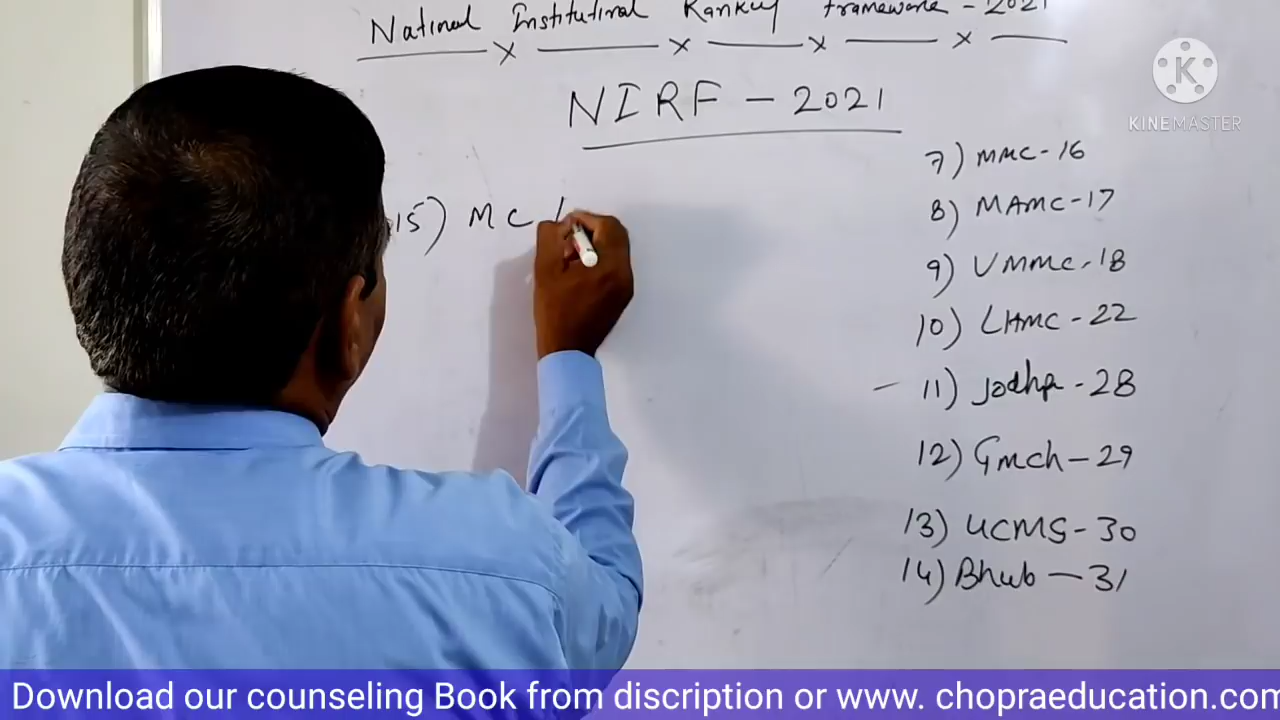 National Institutional Ranking Framework - 2021
NIRF - 2021
15) MC
7) MMC - 16
8) MAMC - 17
9) VMMC - 18
10) LHMC - 22
11) Jodhp - 28
12) Gmch - 29
13) UCMS - 30
14) Bhub - 31
K
KINEMASTER
Download our counseling Book from discription or www. chopraeducation.com